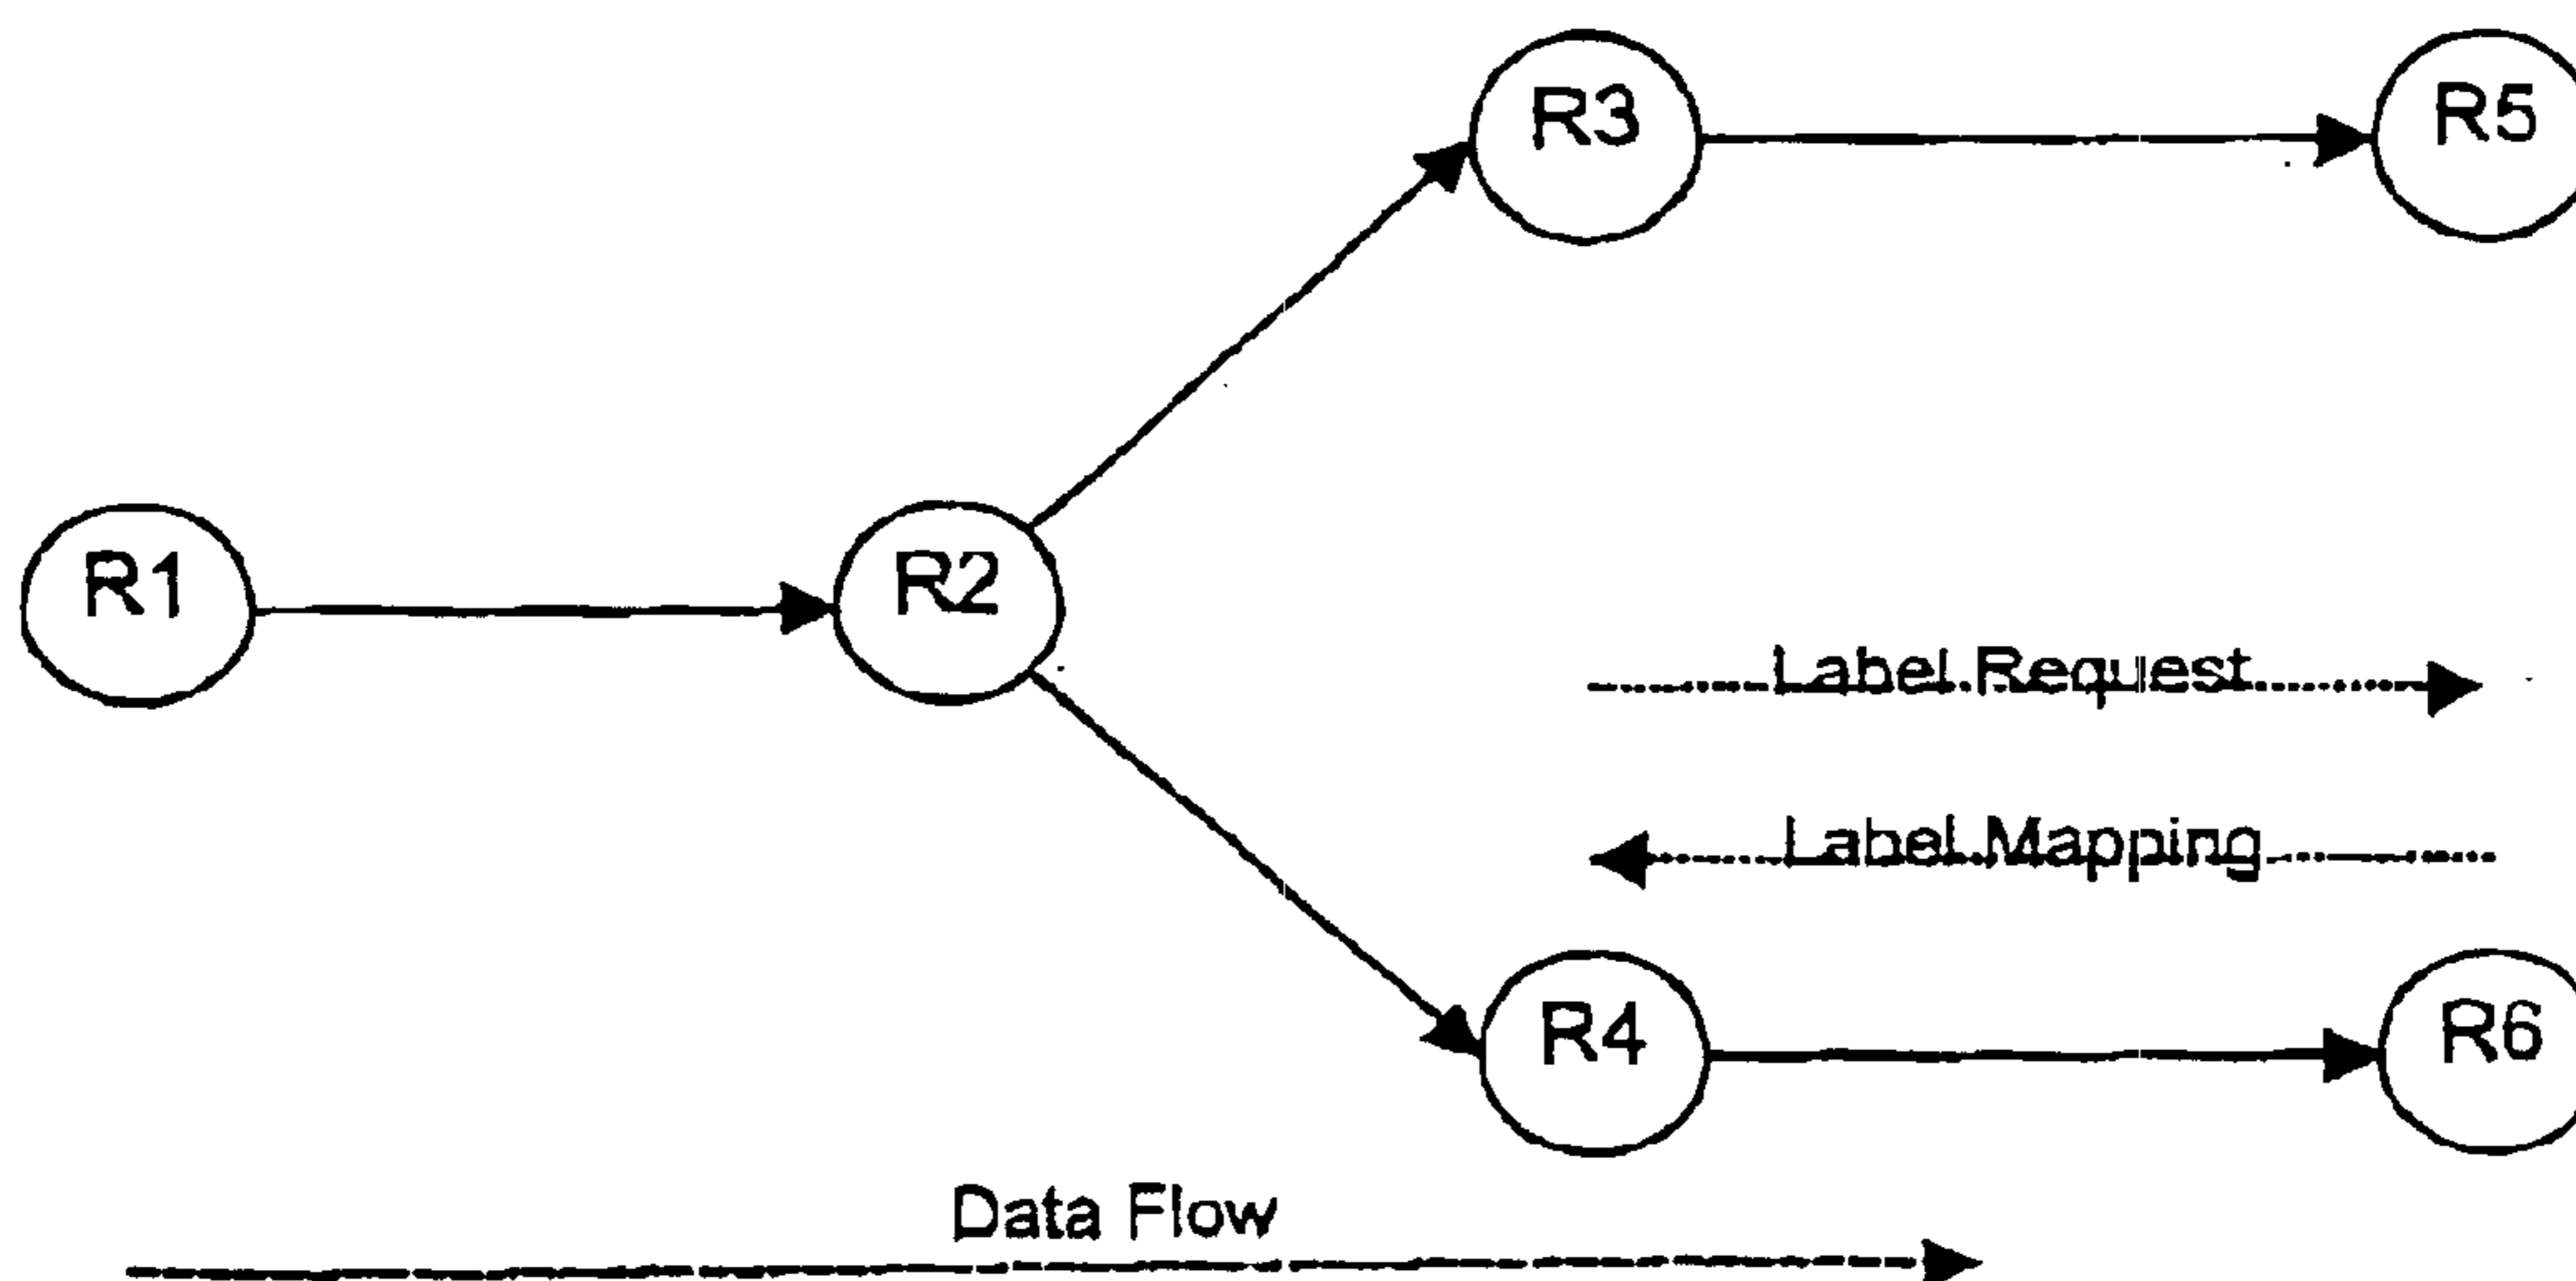 R3
R5
R1
R2
Label Request
Label Mapping
R4
R6
Data Flow